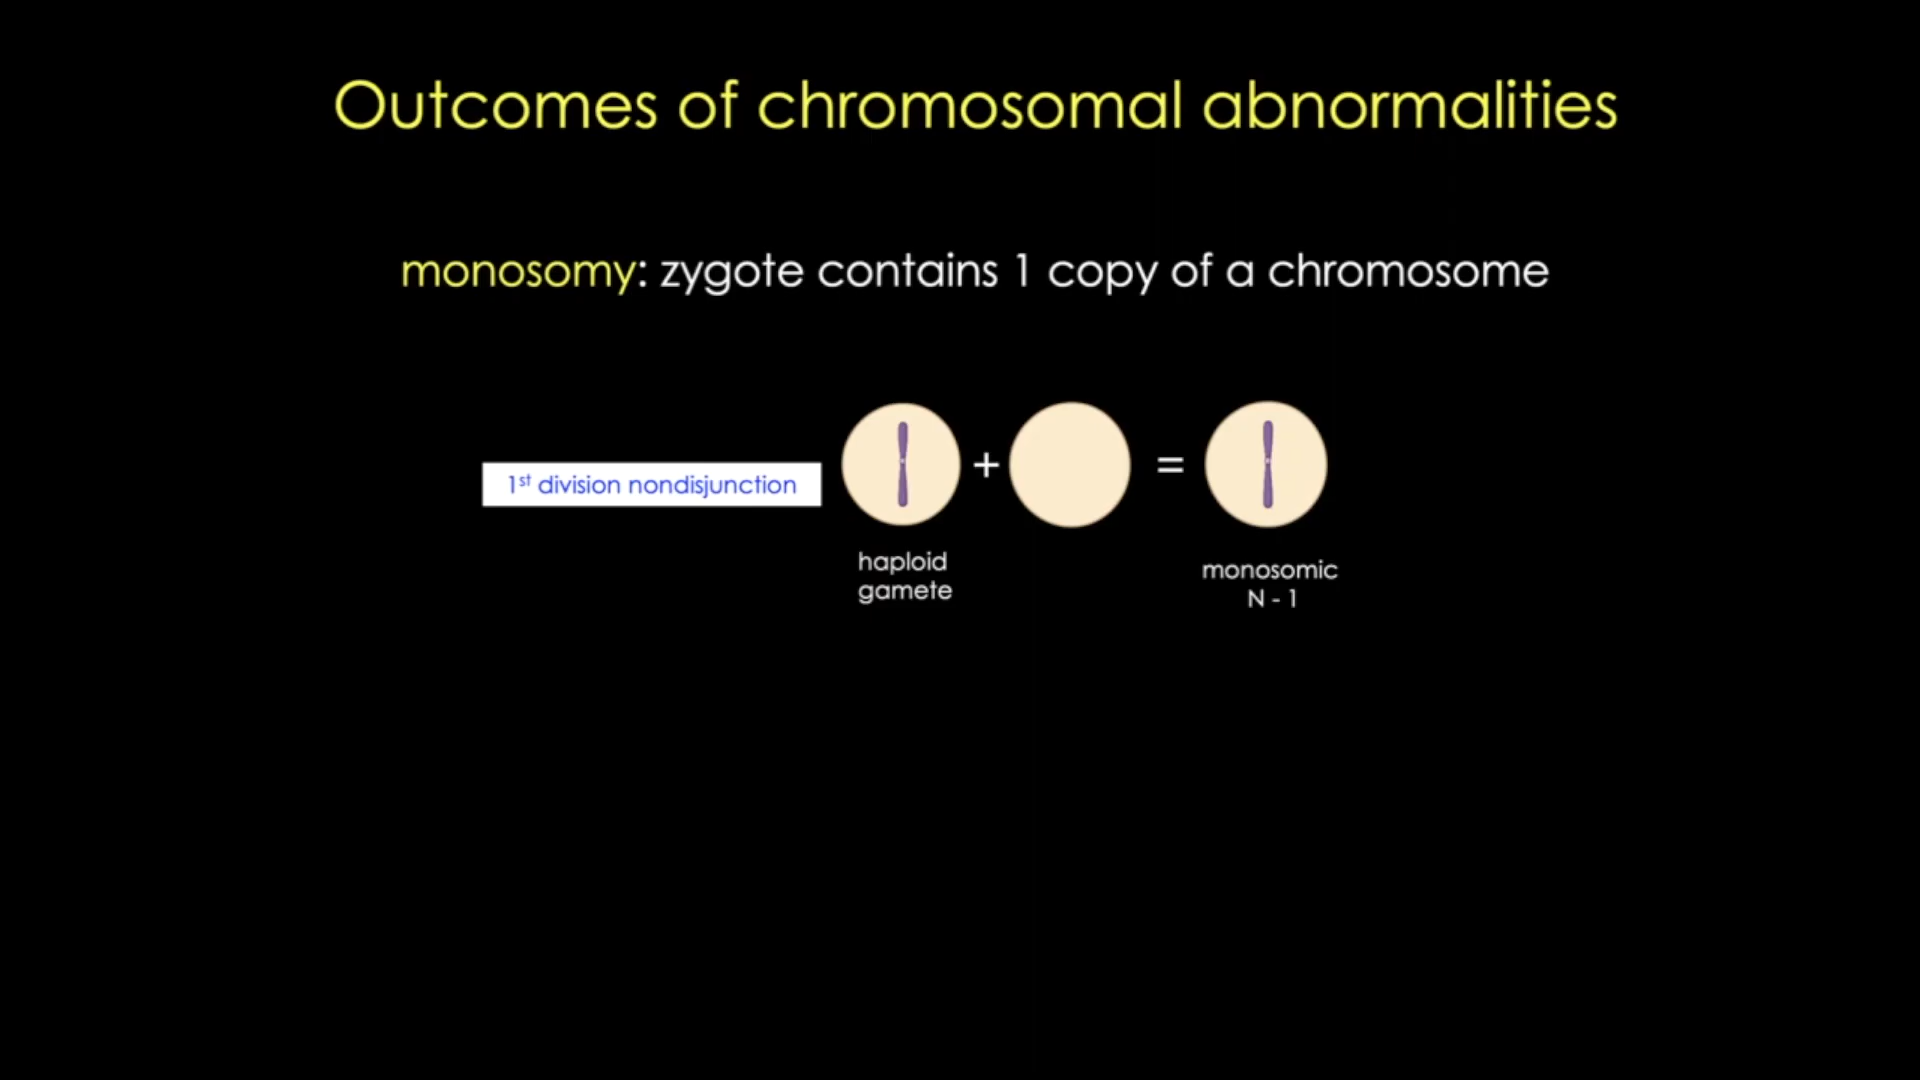 Outcomes of chromosomal abnormalities
monosomy: zygote contains 1 copy of a chromosome
1st division nondisjunction
+
=
haploid
gamete
monosomic
N - 1